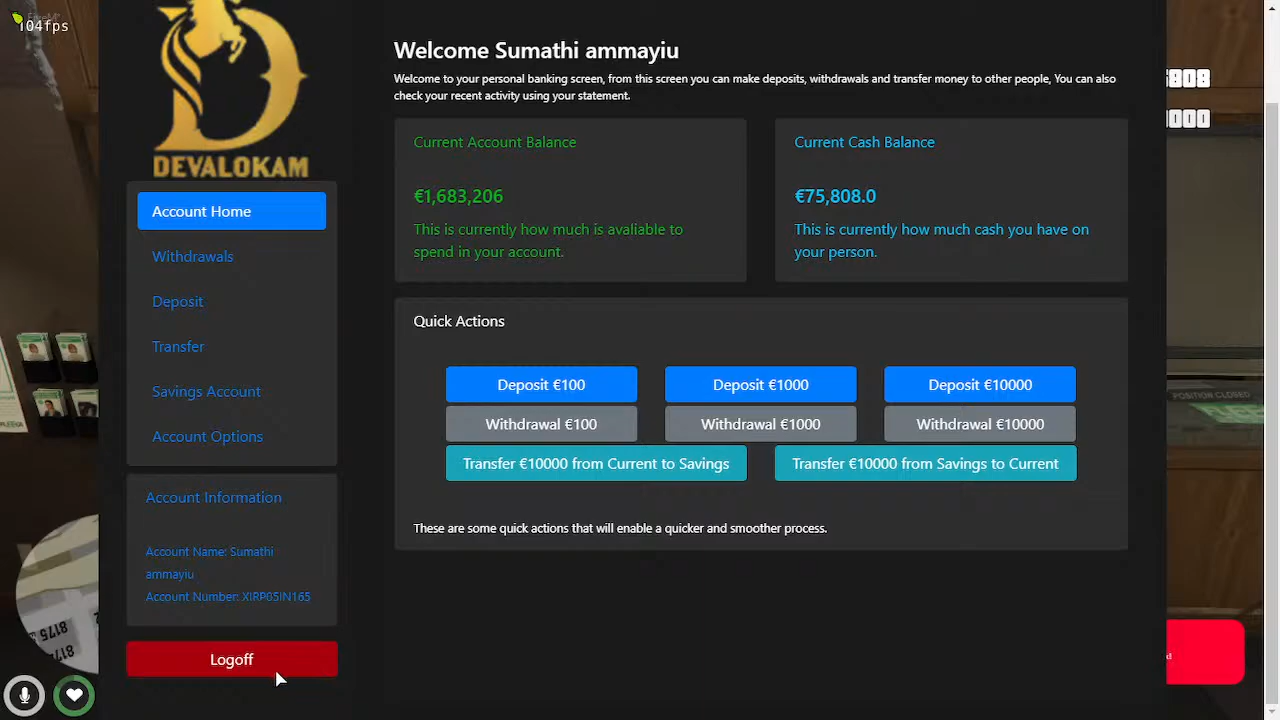 104fps
DEVALOKAM
Account Home
Withdrawals
Deposit
Transfer
Savings Account
Account Options
Account Information
Account Name: Sumathi
ammayiu
Account Number: XIRP05IN165
Logoff
Welcome Sumathi ammayiu
Welcome to your personal banking screen, from this screen you can make deposits, withdrawals and transfer money to other people, You can also
check your recent activity using your statement.
Current Account Balance
€1,683,206
This is currently how much is avaliable to
spend in your account.
Current Cash Balance
€75,808.0
This is currently how much cash you have on
your person.
Quick Actions
Deposit €100
Deposit €1000
Deposit €10000
Withdrawal €100
Withdrawal €1000
Withdrawal €10000
Transfer €10000 from Current to Savings
Transfer €10000 from Savings to Current
These are some quick actions that will enable a quicker and smoother process.
POSITION CLOSED
8175